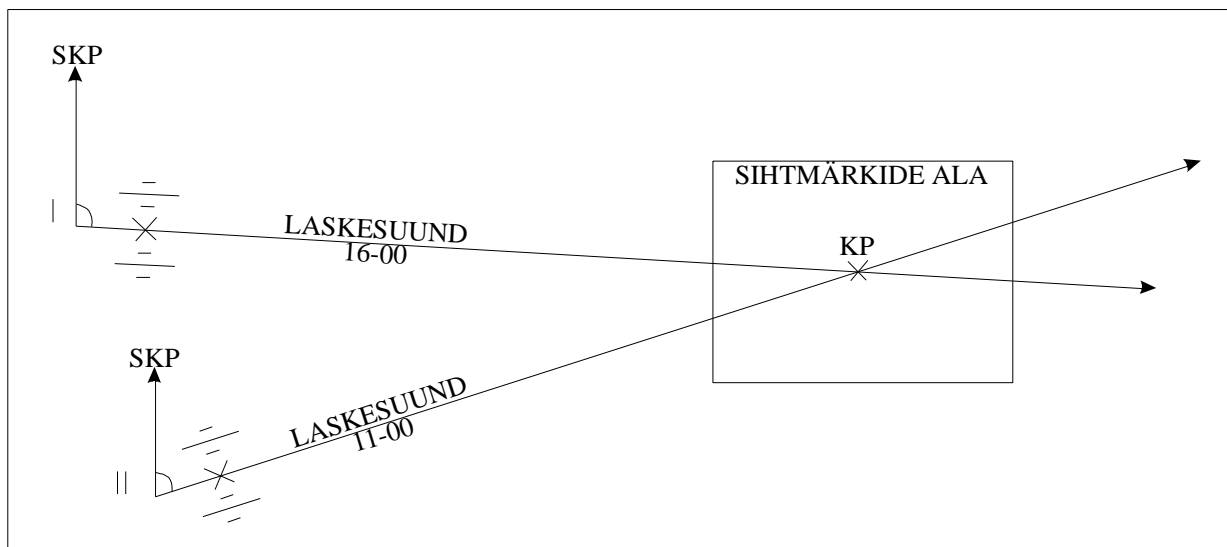 SKP
I
SIHTMÄRKIDE ALA
LASKESUUND
16-00
KP
SKP
LASKESUUND
11-00
II